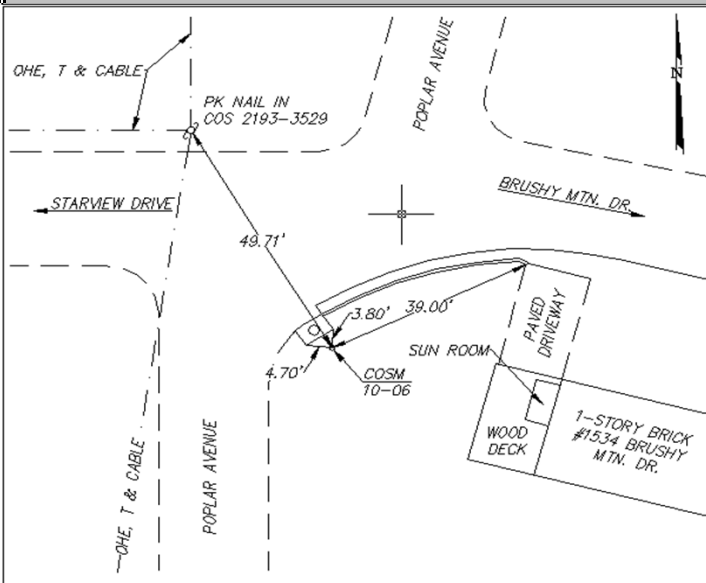 POPLAR AVENUE
OHE, T & CABLE
N
PK NAIL IN
COS 2193-3529
STARVIEW DRIVE
BRUSHY MTN. DR.
49.71'
3.80'
39.00'
PAVED
DRIVEWAY
SUN ROOM
4.70'
COSM
10-06
1-STORY BRICK
#1534 BRUSHY
MTN. DR.
WOOD
DECK
POPLAR AVENUE
OHE, T & CABLE